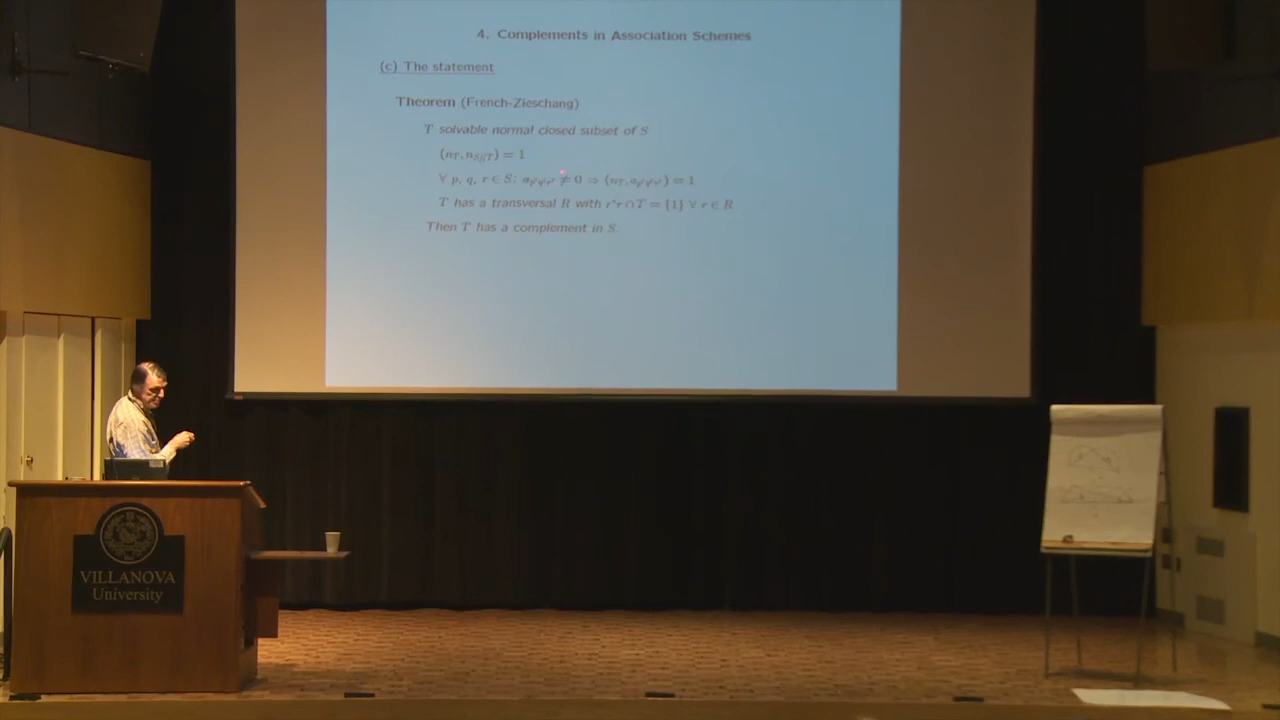 4. Complements in Association Schemes
(c) The statement
Theorem (French-Zieschang)
T solvable normal closed subset of S
(n_T, n_{S//T}) = 1
∀ p, q, r ∈ S: a_{p^T q^T r^T} ≠ 0 ⇒ (n_T, a_{p^T q^T r^T}) = 1
T has a transversal R with r*r ∩ T = {1} ∀ r ∈ R
Then T has a complement in S.
VILLANOVA
University